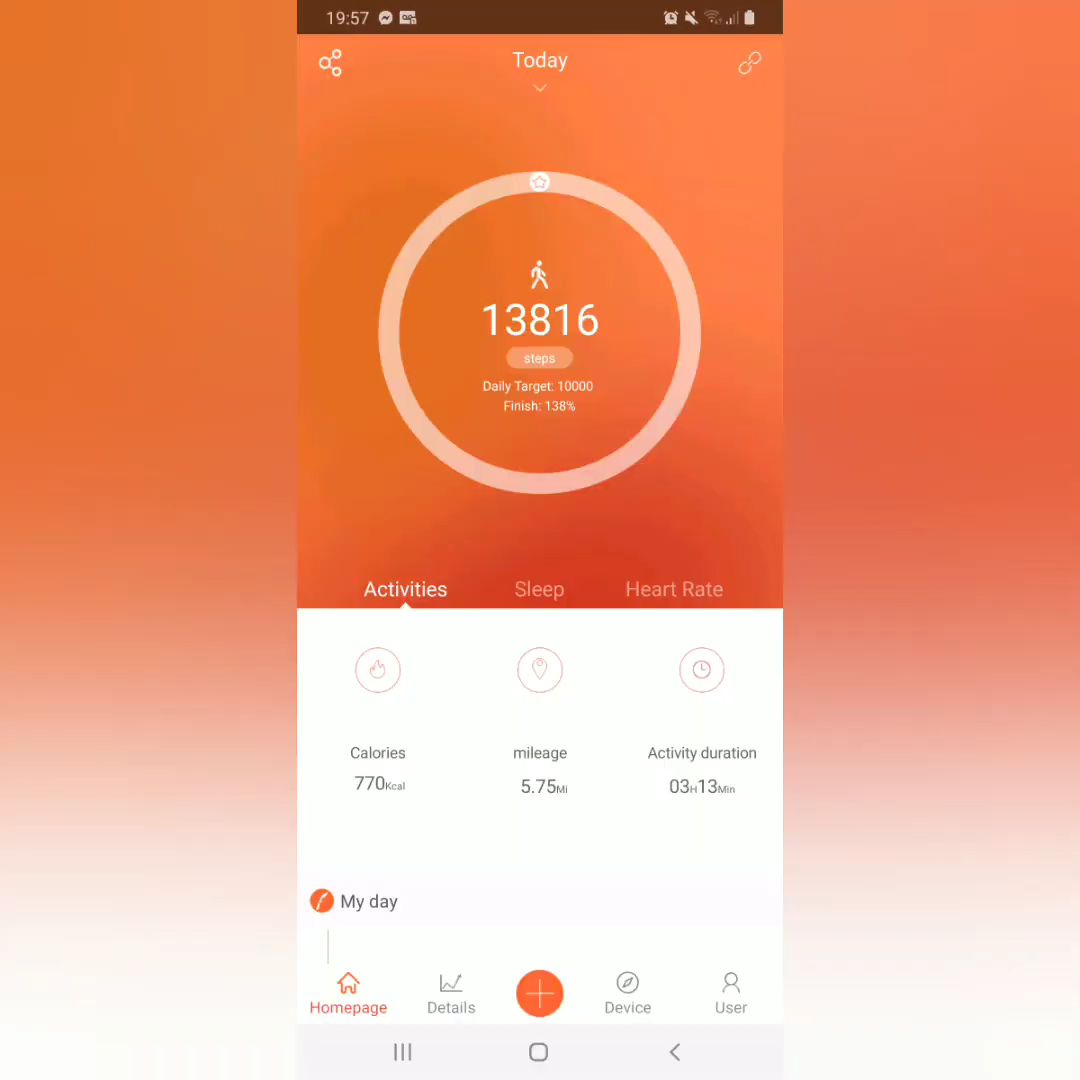 19:57
Today
13816
steps
Daily Target: 10000
Finish: 138%
Activities Sleep Heart Rate
Calories mileage Activity duration
770Kcal 5.75Mi 03H13Min
My day
Homepage Details Device User